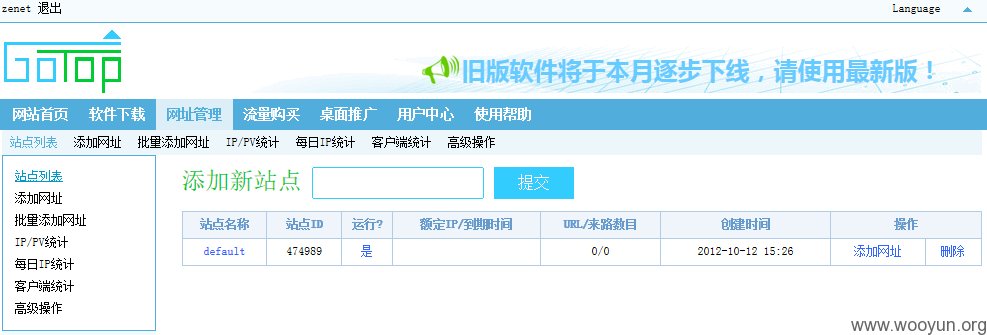 zenet 退出 Language
GoTop
旧版软件将于本月逐步下线，请使用最新版！
网站首页 软件下载 网址管理 流量购买 桌面推广 用户中心 使用帮助
站点列表 添加网址 批量添加网址 IP/PV统计 每日IP统计 客户端统计 高级操作
站点列表
添加网址
批量添加网址
IP/PV统计
每日IP统计
客户端统计
高级操作
添加新站点 提交
站点名称 站点ID 运行? 额定IP/到期时间 URL/来路数目 创建时间 操作
default 474989 是 0/0 2012-10-12 15:26 添加网址 删除
www.wooyun.org